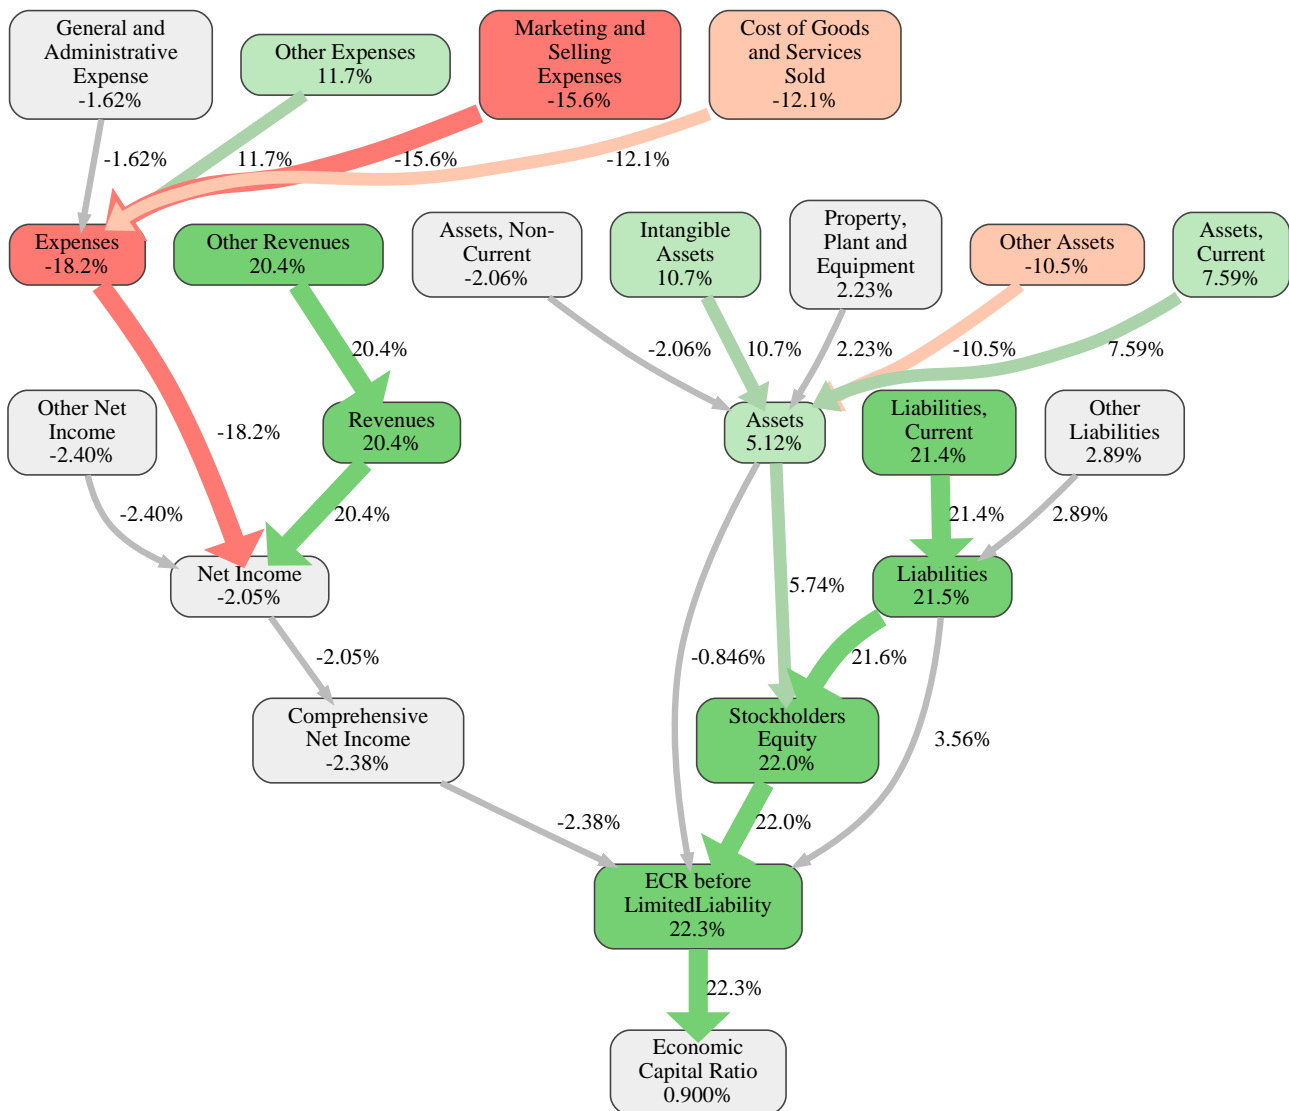 General and
Administrative
Expense
-1.62%
Other Expenses
11.7%
Marketing and
Selling
Expenses
-15.6%
Cost of Goods
and Services
Sold
-12.1%
-1.62%
11.7%
-15.6%
-12.1%
Expenses
-18.2%
Other Revenues
20.4%
Assets, Non-
Current
-2.06%
Intangible
Assets
10.7%
Property,
Plant and
Equipment
2.23%
Other Assets
-10.5%
Assets,
Current
7.59%
20.4%
-2.06%
10.7%
2.23%
-10.5%
7.59%
Other Net
Income
-2.40%
-18.2%
Revenues
20.4%
Assets
5.12%
Liabilities,
Current
21.4%
Other
Liabilities
2.89%
-2.40%
20.4%
21.4%
2.89%
Net Income
-2.05%
5.74%
Liabilities
21.5%
-2.05%
-0.846%
21.6%
Comprehensive
Net Income
-2.38%
Stockholders
Equity
22.0%
3.56%
-2.38%
22.0%
ECR before
LimitedLiability
22.3%
22.3%
Economic
Capital Ratio
0.900%